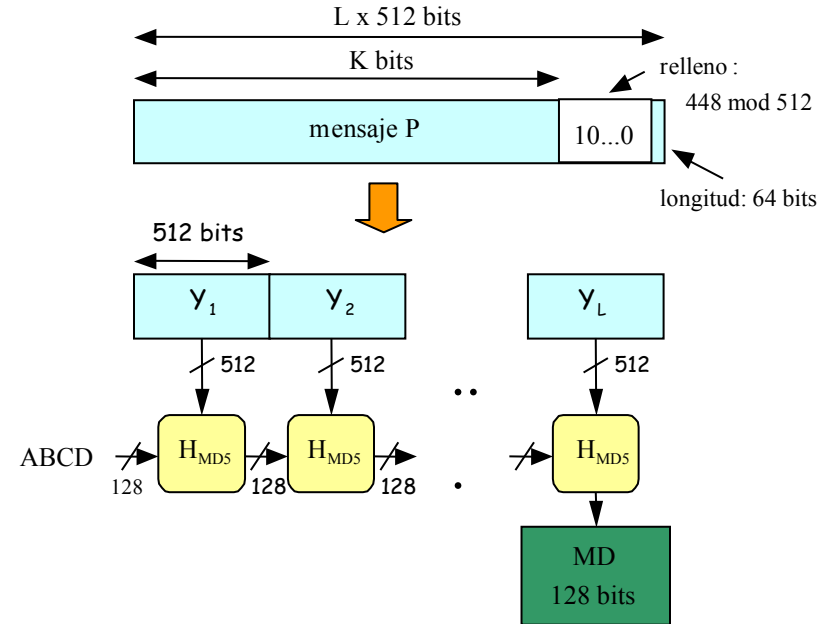 L x 512 bits
K bits
relleno :
448 mod 512
mensaje P
10...0
longitud: 64 bits
512 bits
Y1
Y2
YL
512
512
512
ABCD
128
HMD5
128
HMD5
128
HMD5
MD
128 bits